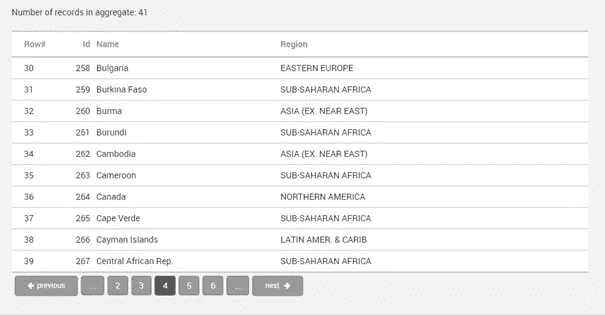 Number of records in aggregate: 41
Row# Id Name Region
30 258 Bulgaria EASTERN EUROPE
31 259 Burkina Faso SUB-SAHARAN AFRICA
32 260 Burma ASIA (EX. NEAR EAST)
33 261 Burundi SUB-SAHARAN AFRICA
34 262 Cambodia ASIA (EX. NEAR EAST)
35 263 Cameroon SUB-SAHARAN AFRICA
36 264 Canada NORTHERN AMERICA
37 265 Cape Verde SUB-SAHARAN AFRICA
38 266 Cayman Islands LATIN AMER. & CARIB
39 267 Central African Rep. SUB-SAHARAN AFRICA
← previous ... 2 3 4 5 6 ... next →